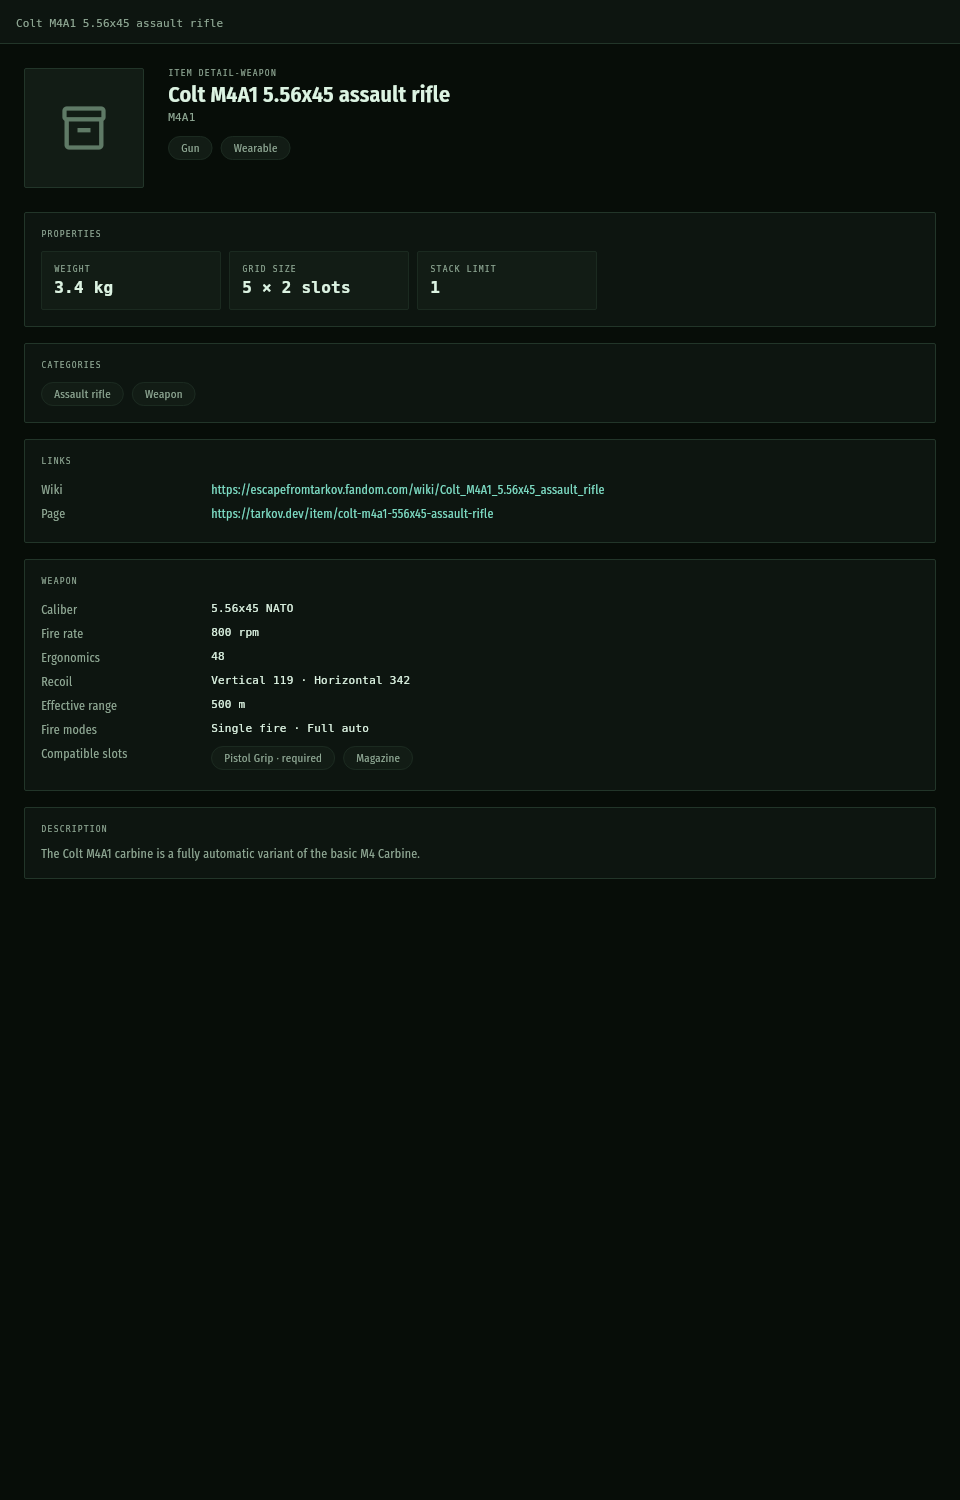 Colt M4A1 5.56x45 assault rifle
ITEM DETAIL-WEAPON
Colt M4A1 5.56x45 assault rifle
M4A1
Gun Wearable
PROPERTIES
WEIGHT GRID SIZE STACK LIMIT
3.4 kg 5 × 2 slots 1
CATEGORIES
Assault rifle Weapon
LINKS
Wiki https://escapefromtarkov.fandom.com/wiki/Colt_M4A1_5.56x45_assault_rifle
Page https://tarkov.dev/item/colt-m4a1-556x45-assault-rifle
WEAPON
Caliber 5.56x45 NATO
Fire rate 800 rpm
Ergonomics 48
Recoil Vertical 119 · Horizontal 342
Effective range 500 m
Fire modes Single fire · Full auto
Compatible slots Pistol Grip · required Magazine
DESCRIPTION
The Colt M4A1 carbine is a fully automatic variant of the basic M4 Carbine.